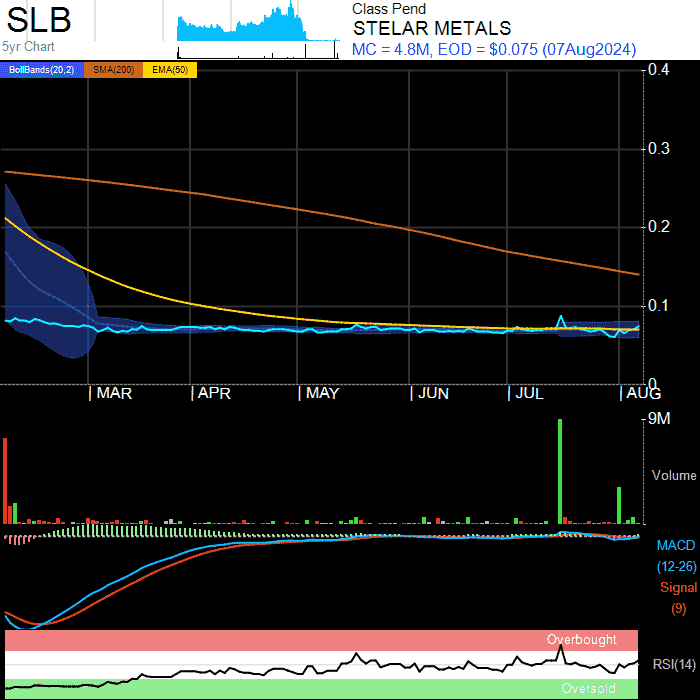 SLB
5yr Chart
Class Pend
STELAR METALS
MC = 4.8M, EOD = $0.075 (07Aug2024)
BollBands(20,2) SMA(200) EMA(50)
0.4
0.3
0.2
0.1
0
| MAR | APR | MAY | JUN | JUL | AUG
9M
Volume
MACD
(12-26)
Signal
(9)
Overbought
RSI(14)
Oversold